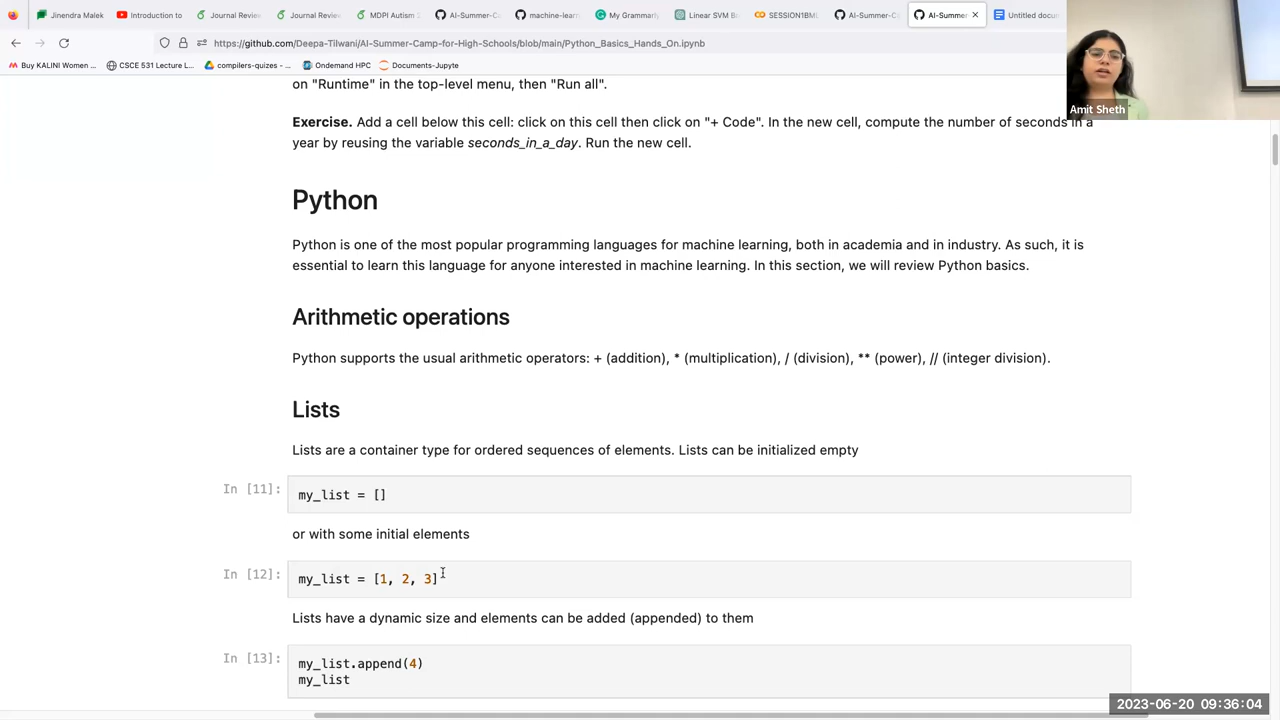 Jinendra Malek
Introduction to
Journal Review
Journal Review
MDPI Autism
AI-Summer-C
machine-learn
My Grammarly
Linear SVM B
SESSION1BM
AI-Summer-C
AI-Summer
Untitled docu
https://github.com/Deepa-Tilwani/AI-Summer-Camp-for-High-Schools/blob/main/Python_Basics_Hands_On.ipynb
Buy KALINI Women ...
CSCE 531 Lecture L...
compilers-quizes - ...
Ondemand HPC
Documents-Jupyte
Amit Sheth
on "Runtime" in the top-level menu, then "Run all".
Exercise. Add a cell below this cell: click on this cell then click on "+ Code". In the new cell, compute the number of seconds in a
year by reusing the variable seconds_in_a_day. Run the new cell.
Python
Python is one of the most popular programming languages for machine learning, both in academia and in industry. As such, it is
essential to learn this language for anyone interested in machine learning. In this section, we will review Python basics.
Arithmetic operations
Python supports the usual arithmetic operators: + (addition), * (multiplication), / (division), ** (power), // (integer division).
Lists
Lists are a container type for ordered sequences of elements. Lists can be initialized empty
In [11]: my_list = []
or with some initial elements
In [12]: my_list = [1, 2, 3]
Lists have a dynamic size and elements can be added (appended) to them
In [13]: my_list.append(4)
my_list
2023-06-20 09:36:04